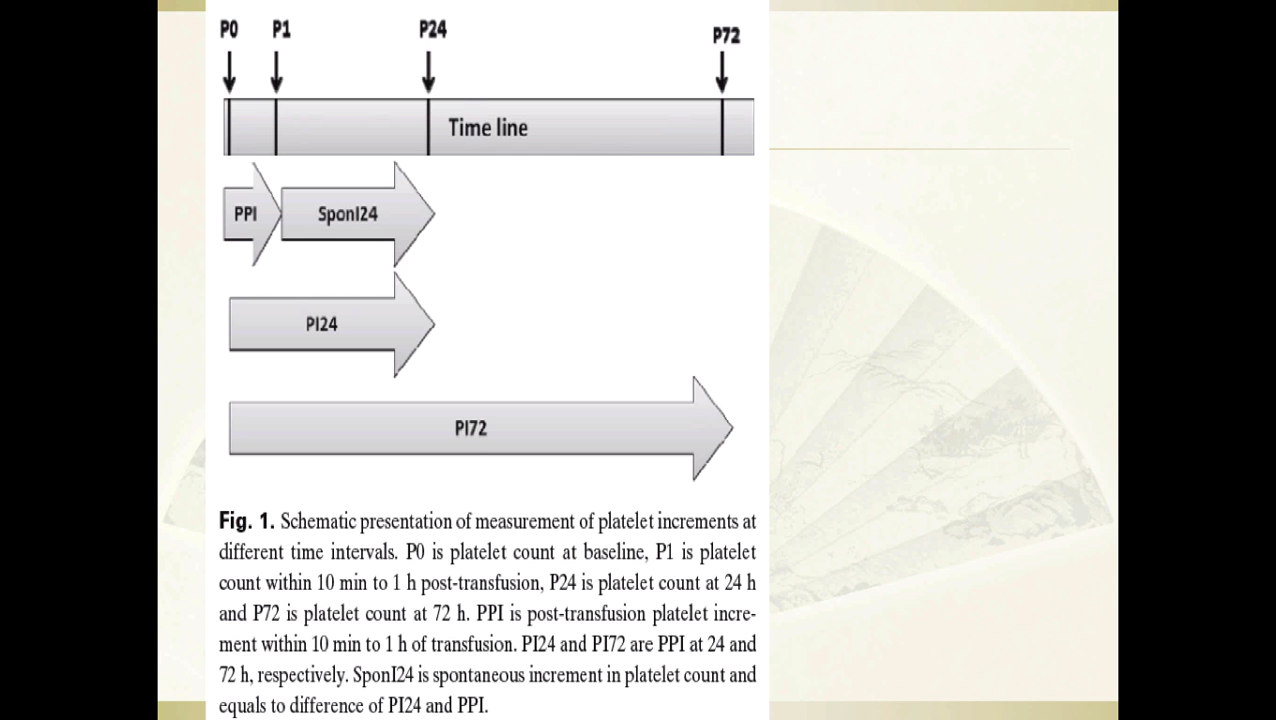 P0 P1 P24 P72
Time line
PPI SponI24
PI24
PI72
Fig. 1. Schematic presentation of measurement of platelet increments at
different time intervals. P0 is platelet count at baseline, P1 is platelet
count within 10 min to 1 h post-transfusion, P24 is platelet count at 24 h
and P72 is platelet count at 72 h. PPI is post-transfusion platelet incre-
ment within 10 min to 1 h of transfusion. PI24 and PI72 are PPI at 24 and
72 h, respectively. SponI24 is spontaneous increment in platelet count and
equals to difference of PI24 and PPI.